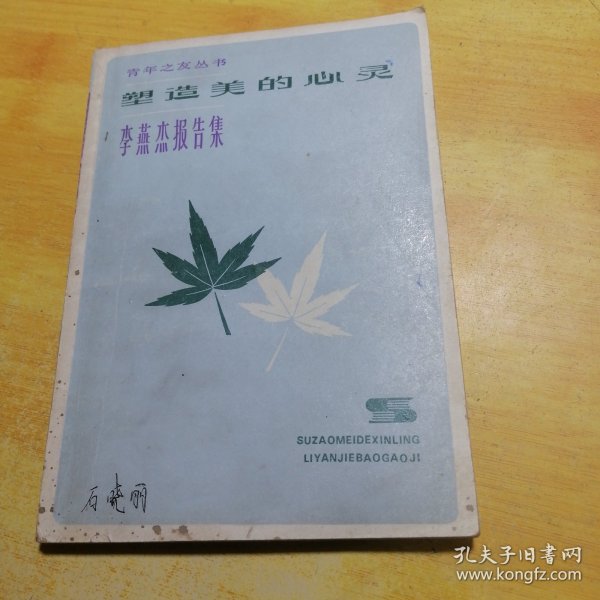 青年之友丛书
塑造美的心灵
李燕杰报告集
SUZAOMEIDEXINLING
LIYANJIEBAOGAOJI
石晓丽
孔夫子旧书网
www.kongfz.com